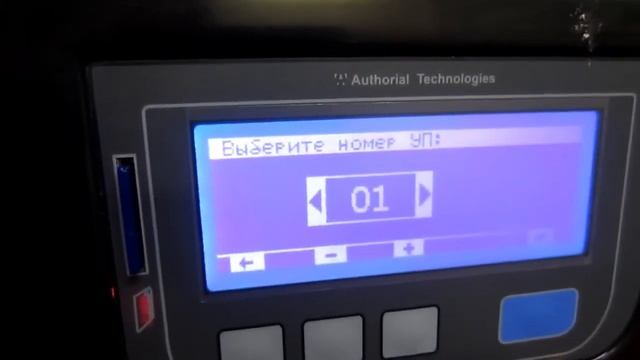 Authorial Technologies
Выберите номер УП:
01
← − +